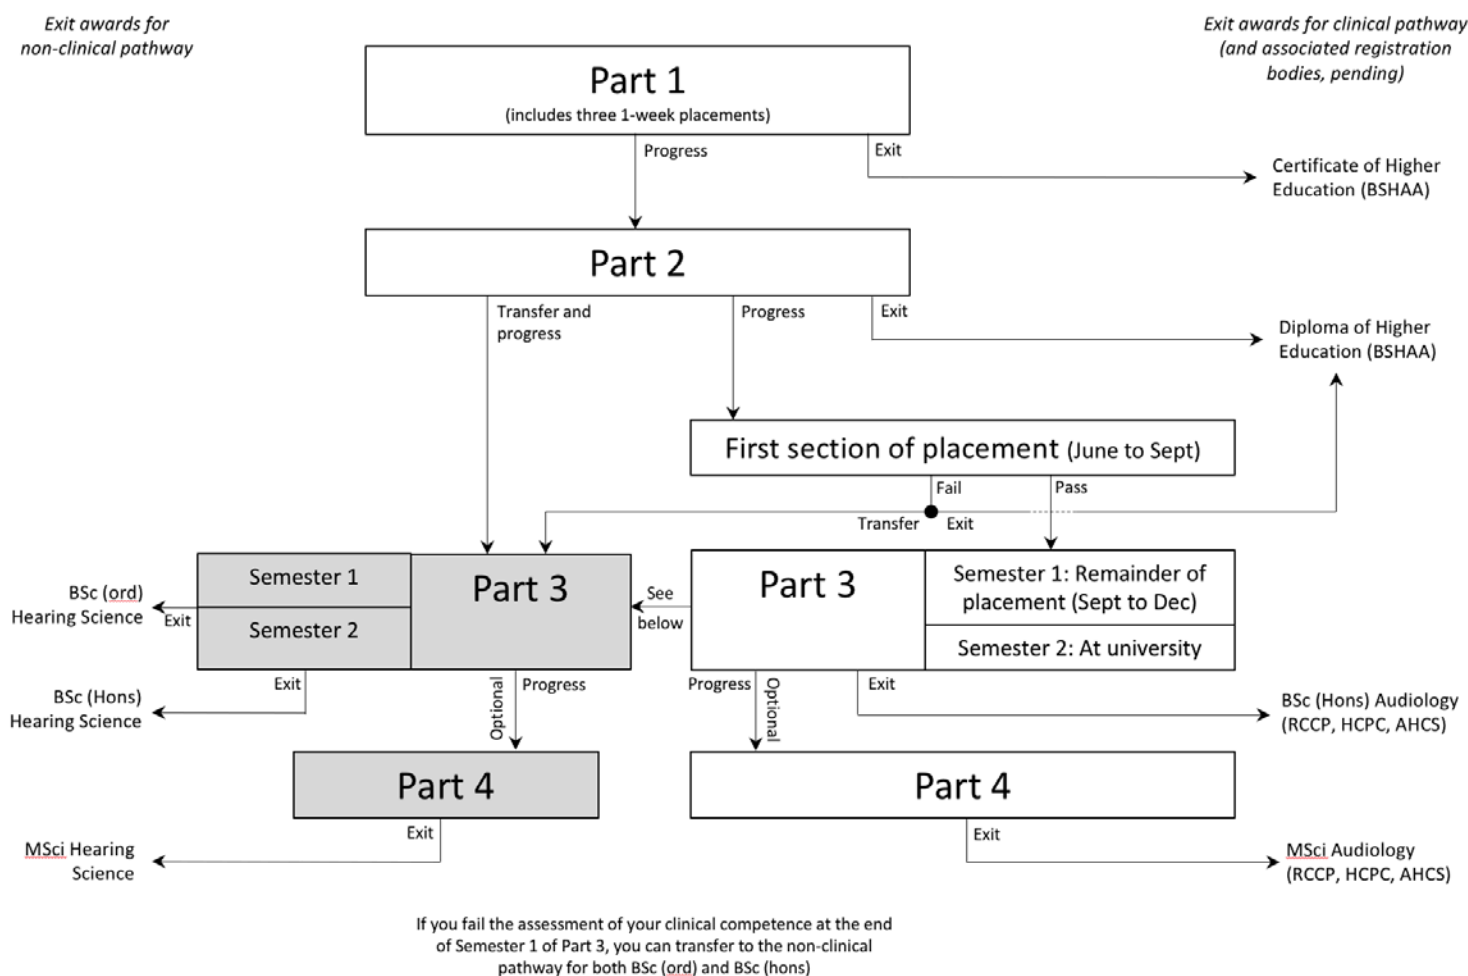 Exit awards for
non-clinical pathway
Exit awards for clinical pathway
(and associated registration
bodies, pending)
Part 1
(includes three 1-week placements)
Progress
Exit
Certificate of Higher
Education (BSHAA)
Part 2
Transfer and
progress
Progress
Exit
Diploma of Higher
Education (BSHAA)
First section of placement (June to Sept)
Fail
Pass
Transfer
Exit
Semester 1
Semester 2
Part 3
BSc (ord)
Hearing Science
Exit
See
below
Part 3
Semester 1: Remainder of
placement (Sept to Dec)
Semester 2: At university
Exit
BSc (Hons)
Hearing Science
Optional
Progress
Progress
Optional
Exit
BSc (Hons) Audiology
(RCCP, HCPC, AHCS)
Part 4
Exit
MSci Hearing
Science
Part 4
Exit
MSci Audiology
(RCCP, HCPC, AHCS)
If you fail the assessment of your clinical competence at the end
of Semester 1 of Part 3, you can transfer to the non-clinical
pathway for both BSc (ord) and BSc (hons)